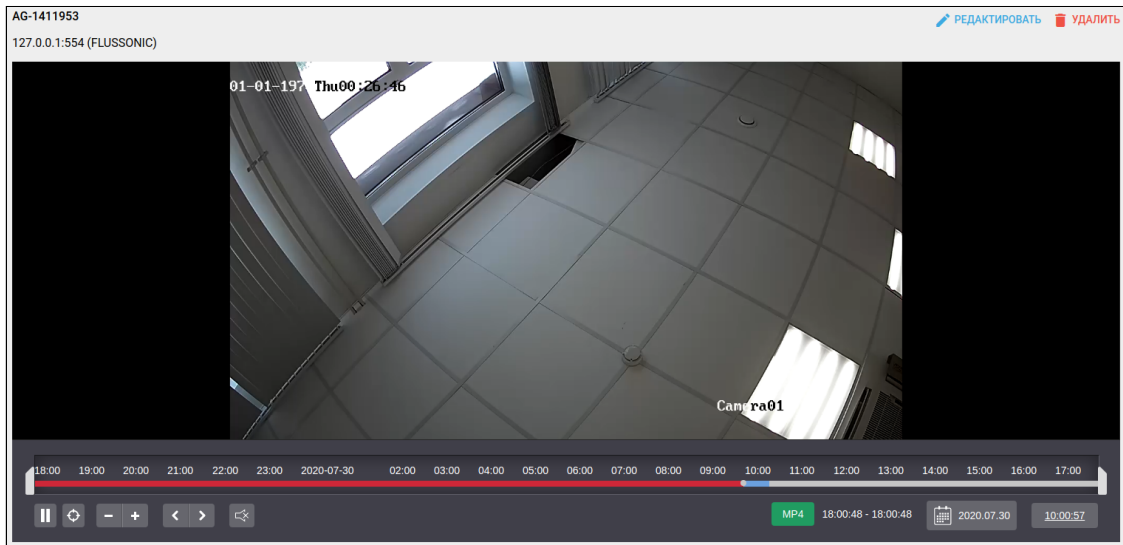 AG-1411953
РЕДАКТИРОВАТЬ УДАЛИТЬ
127.0.0.1:554 (FLUSSONIC)
01-01-197 Thu00:26:46
Camera01
18:00 19:00 20:00 21:00 22:00 23:00 2020-07-30 02:00 03:00 04:00 05:00 06:00 07:00 08:00 09:00 10:00 11:00 12:00 13:00 14:00 15:00 16:00 17:00
MP4 18:00:48 - 18:00:48 2020.07.30 10:00:57